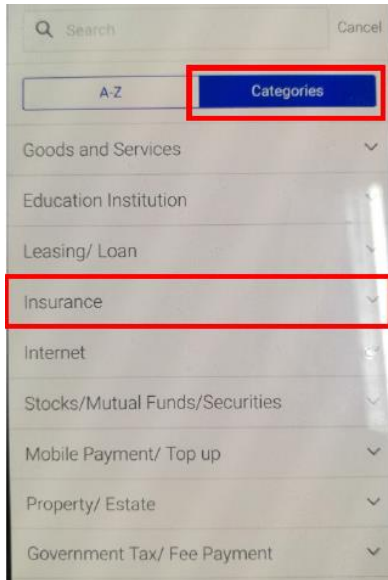 Search
Cancel
A-Z
Categories
Goods and Services
Education Institution
Leasing/ Loan
Insurance
Internet
Stocks/Mutual Funds/Securities
Mobile Payment/ Top up
Property/ Estate
Government Tax/ Fee Payment